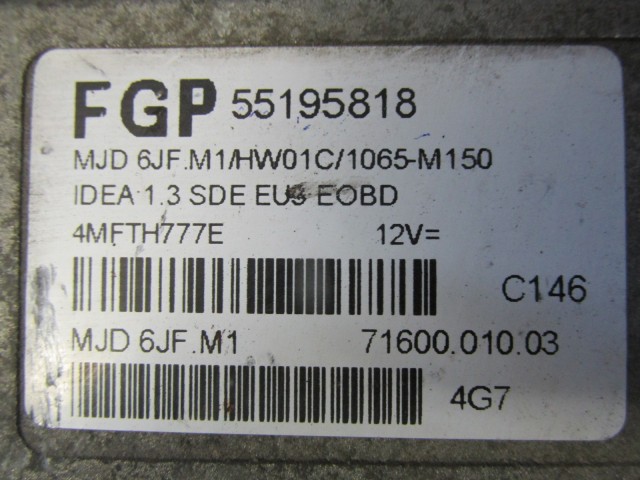 FGP 55195818
MJD 6JF.M1/HW01C/1065-M150
IDEA 1.3 SDE EU3 EOBD
4MFTH777E 12V=
C146
MJD 6JF.M1 71600.010.03
4G7